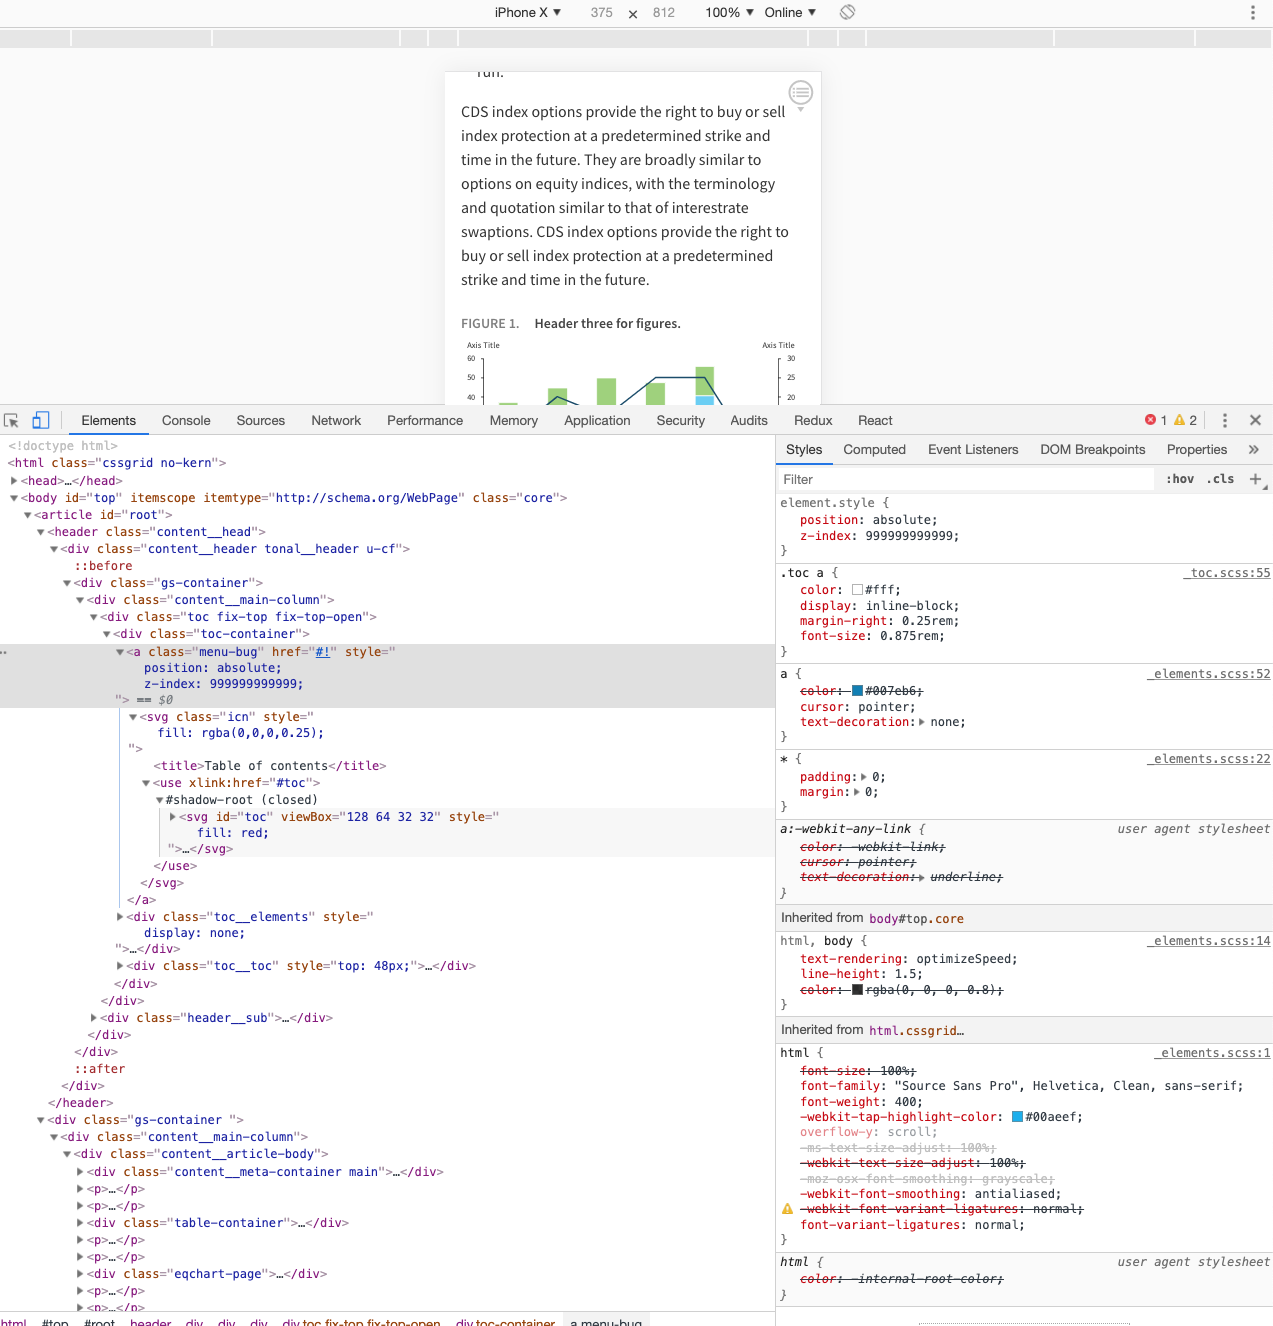 iPhone X ▼ 375 × 812 100% ▼ Online ▼
run.
CDS index options provide the right to buy or sell
index protection at a predetermined strike and
time in the future. They are broadly similar to
options on equity indices, with the terminology
and quotation similar to that of interestrate
swaptions. CDS index options provide the right to
buy or sell index protection at a predetermined
strike and time in the future.
FIGURE 1. Header three for figures.
Axis Title Axis Title
60 30
50 25
40 20
Elements Console Sources Network Performance Memory Application Security Audits Redux React 1 2
<!doctype html>
<html class="cssgrid no-kern">
▶<head>…</head>
▼<body id="top" itemscope itemtype="http://schema.org/WebPage" class="core">
▼<article id="root">
▼<header class="content__head">
▼<div class="content__header tonal__header u-cf">
::before
▼<div class="gs-container">
▼<div class="content__main-column">
▼<div class="toc fix-top fix-top-open">
▼<div class="toc-container">
▼<a class="menu-bug" href="#!" style="
position: absolute;
z-index: 999999999999;
"> == $0
▼<svg class="icn" style="
fill: rgba(0,0,0,0.25);
">
<title>Table of contents</title>
▼<use xlink:href="#toc">
▼#shadow-root (closed)
▶<svg id="toc" viewBox="128 64 32 32" style="
fill: red;
">…</svg>
</use>
</svg>
</a>
▶<div class="toc__elements" style="
display: none;
">…</div>
▶<div class="toc__toc" style="top: 48px;">…</div>
</div>
</div>
▶<div class="header__sub">…</div>
</div>
</div>
::after
</div>
</header>
▼<div class="gs-container ">
▼<div class="content__main-column">
▼<div class="content__article-body">
▶<div class="content__meta-container main">…</div>
▶<p>…</p>
▶<p>…</p>
▶<div class="table-container">…</div>
▶<p>…</p>
▶<p>…</p>
▶<div class="eqchart-page">…</div>
▶<p>…</p>
▶<p>…</p>
html #top #root header div div div div.toc.fix-top.fix-top-open div.toc-container a.menu-bug
Styles Computed Event Listeners DOM Breakpoints Properties »
Filter :hov .cls +
element.style {
position: absolute;
z-index: 999999999999;
}
.toc a { _toc.scss:55
color: #fff;
display: inline-block;
margin-right: 0.25rem;
font-size: 0.875rem;
}
a { _elements.scss:52
color: #007eb6;
cursor: pointer;
text-decoration:▶ none;
}
* { _elements.scss:22
padding:▶ 0;
margin:▶ 0;
}
a:-webkit-any-link { user agent stylesheet
color: -webkit-link;
cursor: pointer;
text-decoration:▶ underline;
}
Inherited from body#top.core
html, body { _elements.scss:14
text-rendering: optimizeSpeed;
line-height: 1.5;
color: rgba(0, 0, 0, 0.8);
}
Inherited from html.cssgrid…
html { _elements.scss:1
font-size: 100%;
font-family: "Source Sans Pro", Helvetica, Clean, sans-serif;
font-weight: 400;
-webkit-tap-highlight-color: #00aeef;
overflow-y: scroll;
-ms-text-size-adjust: 100%;
-webkit-text-size-adjust: 100%;
-moz-osx-font-smoothing: grayscale;
-webkit-font-smoothing: antialiased;
-webkit-font-variant-ligatures: normal;
font-variant-ligatures: normal;
}
html { user agent stylesheet
color: -internal-root-color;
}